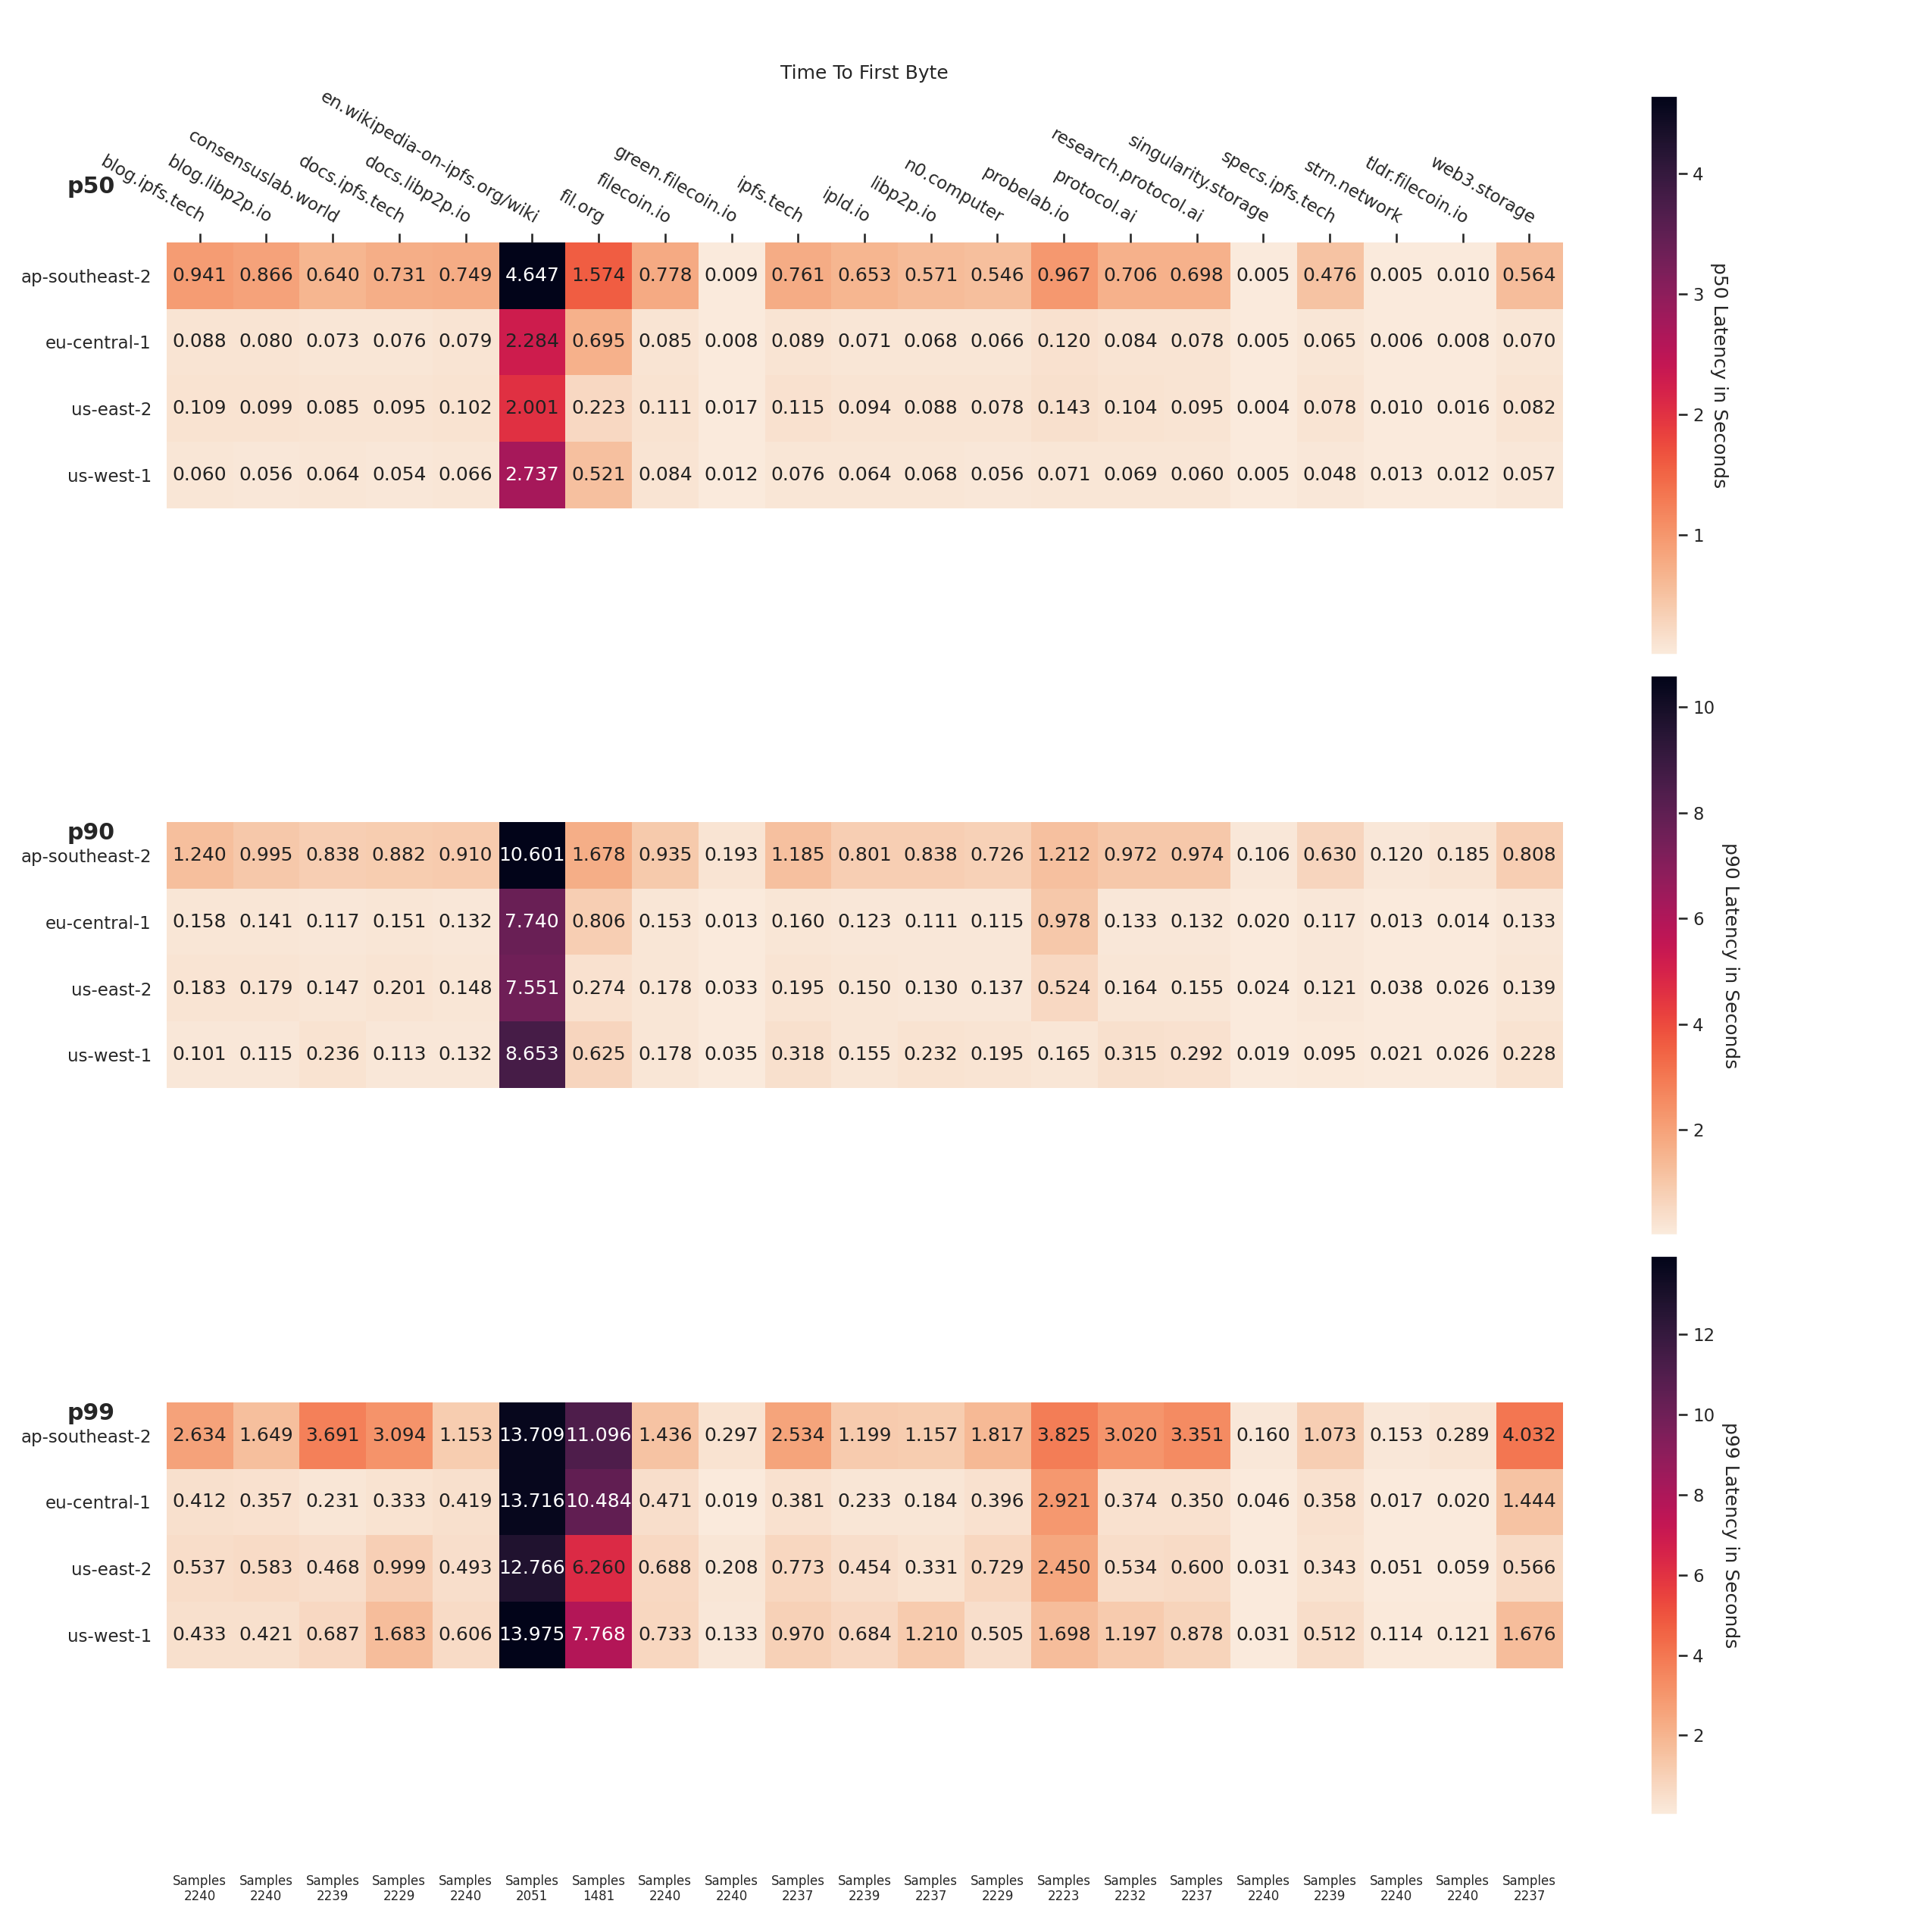 Time To First Byte
p50
blog.ipfs.tech
blog.libp2p.io
consensuslab.world
docs.ipfs.tech
docs.libp2p.io
en.wikipedia-on-ipfs.org/wiki
fil.org
filecoin.io
green.filecoin.io
ipfs.tech
ipld.io
libp2p.io
n0.computer
probelab.io
protocol.ai
research.protocol.ai
singularity.storage
specs.ipfs.tech
strn.network
tldr.filecoin.io
web3.storage
ap-southeast-2 0.941 0.866 0.640 0.731 0.749 4.647 1.574 0.778 0.009 0.761 0.653 0.571 0.546 0.967 0.706 0.698 0.005 0.476 0.005 0.010 0.564
eu-central-1 0.088 0.080 0.073 0.076 0.079 2.284 0.695 0.085 0.008 0.089 0.071 0.068 0.066 0.120 0.084 0.078 0.005 0.065 0.006 0.008 0.070
us-east-2 0.109 0.099 0.085 0.095 0.102 2.001 0.223 0.111 0.017 0.115 0.094 0.088 0.078 0.143 0.104 0.095 0.004 0.078 0.010 0.016 0.082
us-west-1 0.060 0.056 0.064 0.054 0.066 2.737 0.521 0.084 0.012 0.076 0.064 0.068 0.056 0.071 0.069 0.060 0.005 0.048 0.013 0.012 0.057
4
3
2
1
p50 Latency in Seconds
p90
ap-southeast-2 1.240 0.995 0.838 0.882 0.910 10.601 1.678 0.935 0.193 1.185 0.801 0.838 0.726 1.212 0.972 0.974 0.106 0.630 0.120 0.185 0.808
eu-central-1 0.158 0.141 0.117 0.151 0.132 7.740 0.806 0.153 0.013 0.160 0.123 0.111 0.115 0.978 0.133 0.132 0.020 0.117 0.013 0.014 0.133
us-east-2 0.183 0.179 0.147 0.201 0.148 7.551 0.274 0.178 0.033 0.195 0.150 0.130 0.137 0.524 0.164 0.155 0.024 0.121 0.038 0.026 0.139
us-west-1 0.101 0.115 0.236 0.113 0.132 8.653 0.625 0.178 0.035 0.318 0.155 0.232 0.195 0.165 0.315 0.292 0.019 0.095 0.021 0.026 0.228
10
8
6
4
2
p90 Latency in Seconds
p99
ap-southeast-2 2.634 1.649 3.691 3.094 1.153 13.709 11.096 1.436 0.297 2.534 1.199 1.157 1.817 3.825 3.020 3.351 0.160 1.073 0.153 0.289 4.032
eu-central-1 0.412 0.357 0.231 0.333 0.419 13.716 10.484 0.471 0.019 0.381 0.233 0.184 0.396 2.921 0.374 0.350 0.046 0.358 0.017 0.020 1.444
us-east-2 0.537 0.583 0.468 0.999 0.493 12.766 6.260 0.688 0.208 0.773 0.454 0.331 0.729 2.450 0.534 0.600 0.031 0.343 0.051 0.059 0.566
us-west-1 0.433 0.421 0.687 1.683 0.606 13.975 7.768 0.733 0.133 0.970 0.684 1.210 0.505 1.698 1.197 0.878 0.031 0.512 0.114 0.121 1.676
12
10
8
6
4
2
p99 Latency in Seconds
Samples Samples Samples Samples Samples Samples Samples Samples Samples Samples Samples Samples Samples Samples Samples Samples Samples Samples Samples Samples Samples
2240 2240 2239 2229 2240 2051 1481 2240 2240 2237 2239 2237 2229 2223 2232 2237 2240 2239 2240 2240 2237